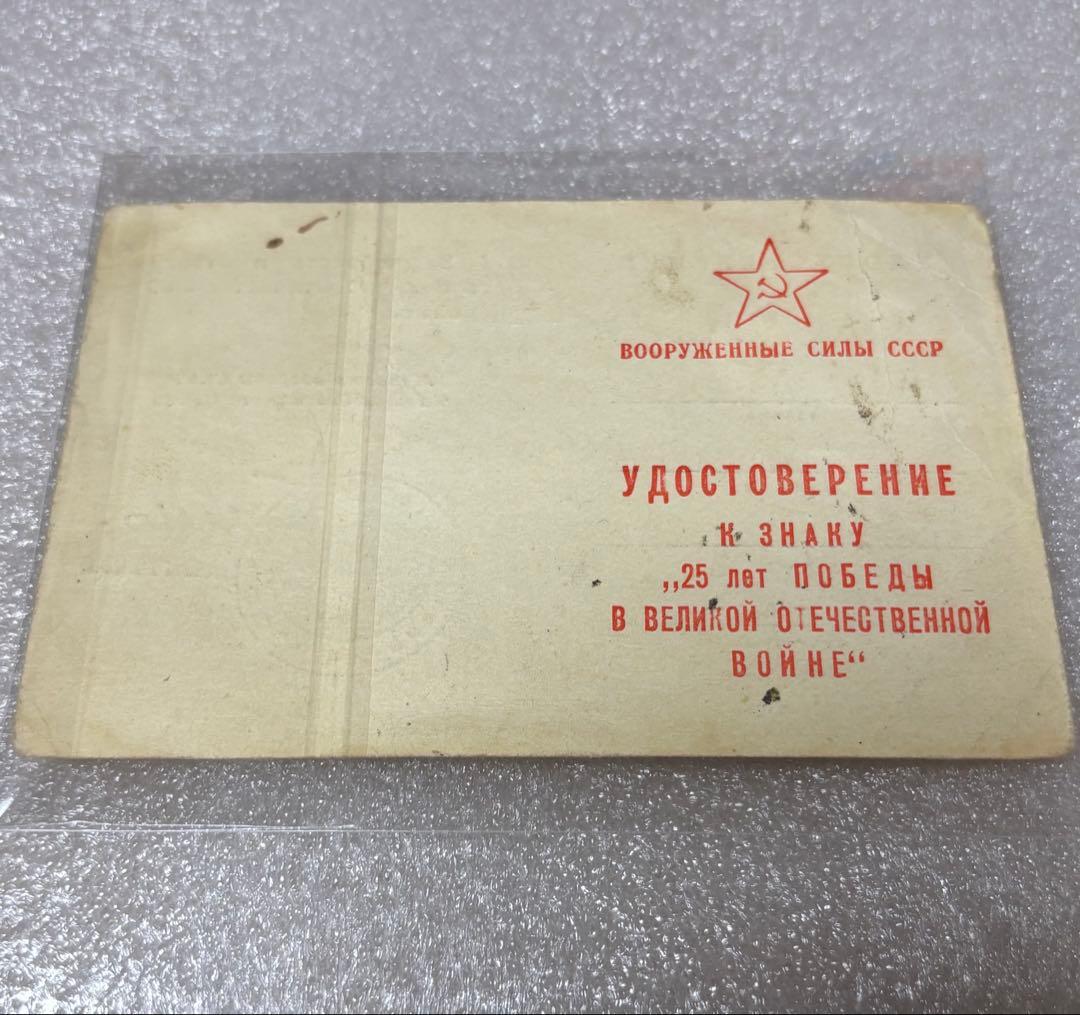 ВООРУЖЕННЫЕ СИЛЫ СССР
УДОСТОВЕРЕНИЕ
К ЗНАКУ
„25 лет ПОБЕДЫ
В ВЕЛИКОЙ ОТЕЧЕСТВЕННОЙ
ВОЙНЕ“